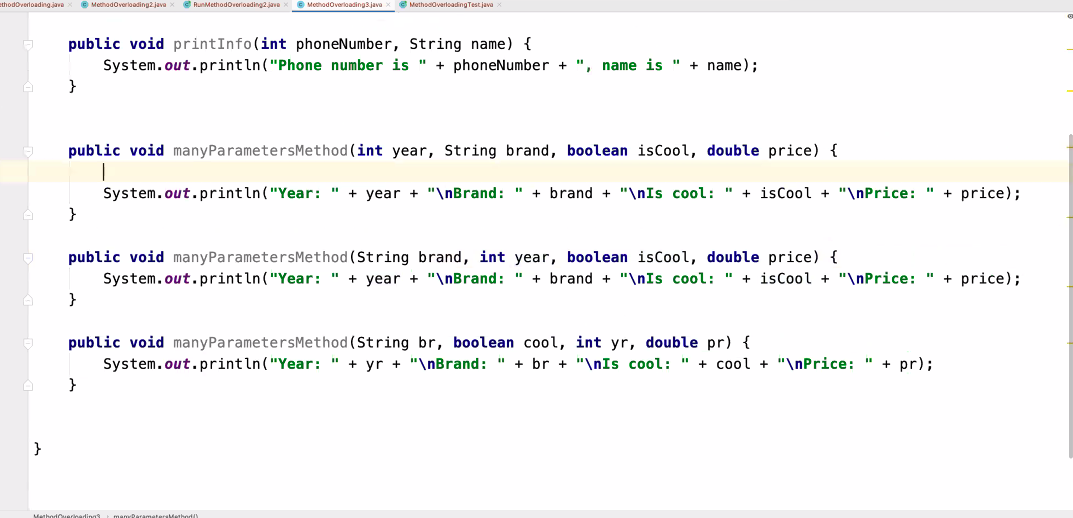 thodOverloading.java MethodOverloading2.java RunMethodOverloading2.java MethodOverloading3.java MethodOverloadingTest.java
public void printInfo(int phoneNumber, String name) {
System.out.println("Phone number is " + phoneNumber + ", name is " + name);
}
public void manyParametersMethod(int year, String brand, boolean isCool, double price) {
System.out.println("Year: " + year + "\nBrand: " + brand + "\nIs cool: " + isCool + "\nPrice: " + price);
}
public void manyParametersMethod(String brand, int year, boolean isCool, double price) {
System.out.println("Year: " + year + "\nBrand: " + brand + "\nIs cool: " + isCool + "\nPrice: " + price);
}
public void manyParametersMethod(String br, boolean cool, int yr, double pr) {
System.out.println("Year: " + yr + "\nBrand: " + br + "\nIs cool: " + cool + "\nPrice: " + pr);
}
}
MethodOverloading3 › manyParametersMethod()